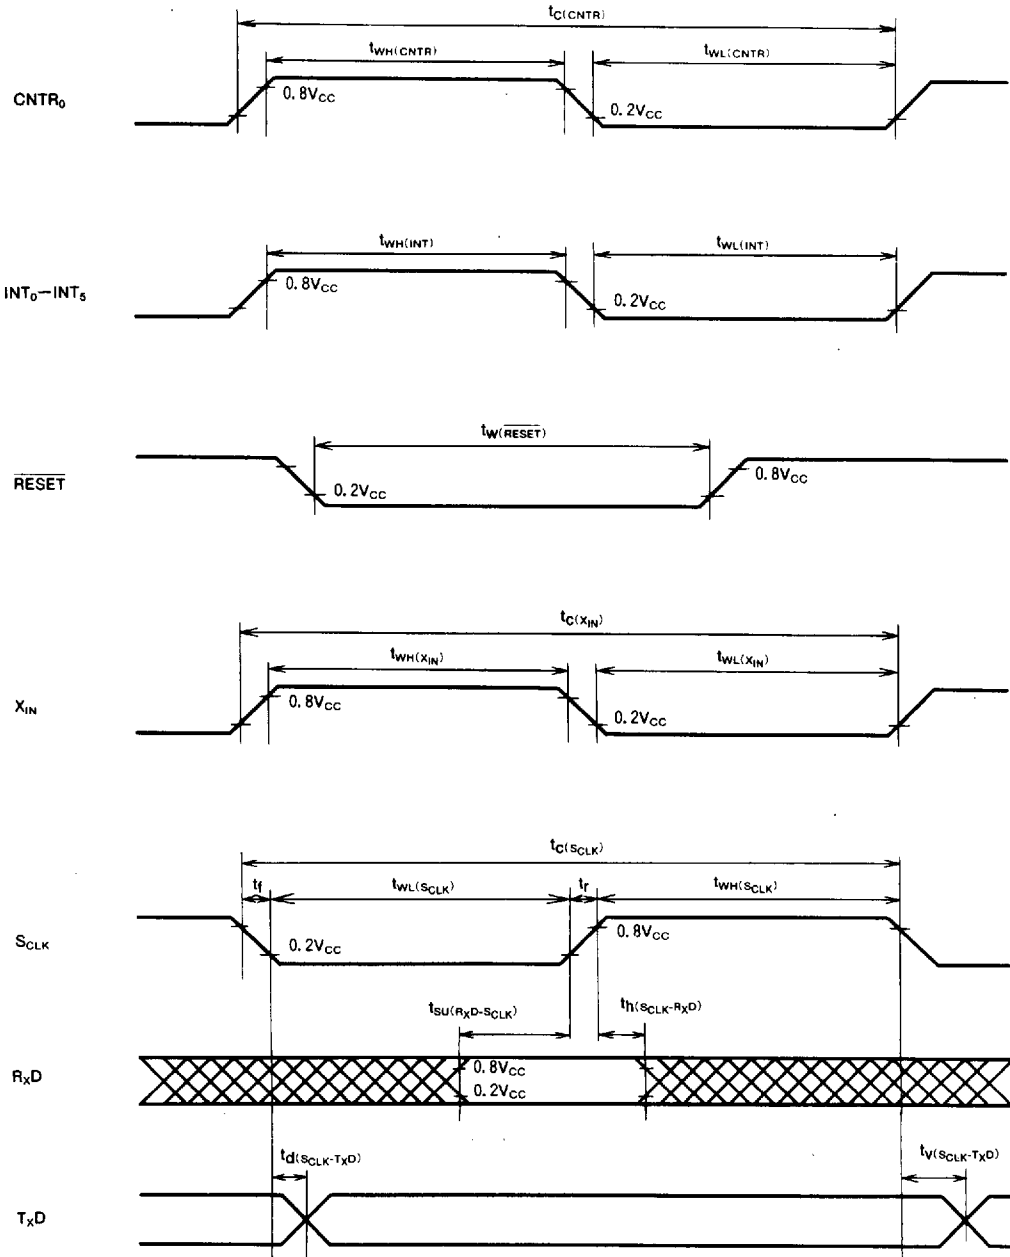 tC(CNTR)
tWH(CNTR) tWL(CNTR)
CNTR0 0.8VCC 0.2VCC
tWH(INT) tWL(INT)
INT0—INT5 0.8VCC 0.2VCC
tW(RESET)
RESET 0.2VCC 0.8VCC
tC(XIN)
tWH(XIN) tWL(XIN)
XIN 0.8VCC 0.2VCC
tC(SCLK)
tf tWL(SCLK) tr tWH(SCLK)
SCLK 0.2VCC 0.8VCC
tSU(RXD-SCLK) th(SCLK-RXD)
RXD 0.8VCC
0.2VCC
td(SCLK-TXD) tV(SCLK-TXD)
TXD